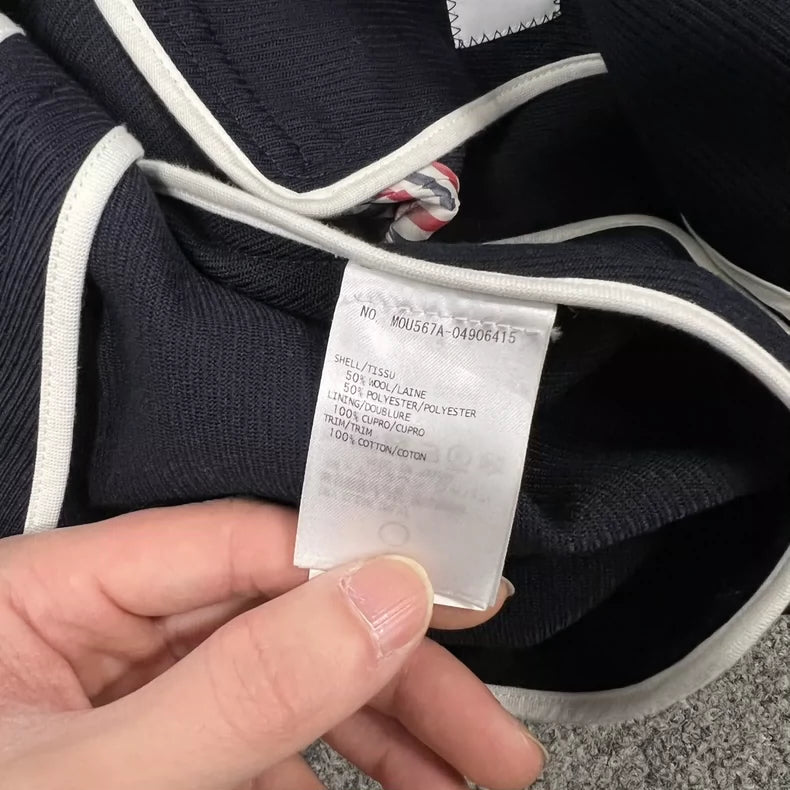 NO. MOU567A-04906415
SHELL/TISSU
50% WOOL/LAINE
50% POLYESTER/POLYESTER
LINING/DOUBLURE
100% CUPRO/CUPRO
TRIM/TRIM
100% COTTON/COTON